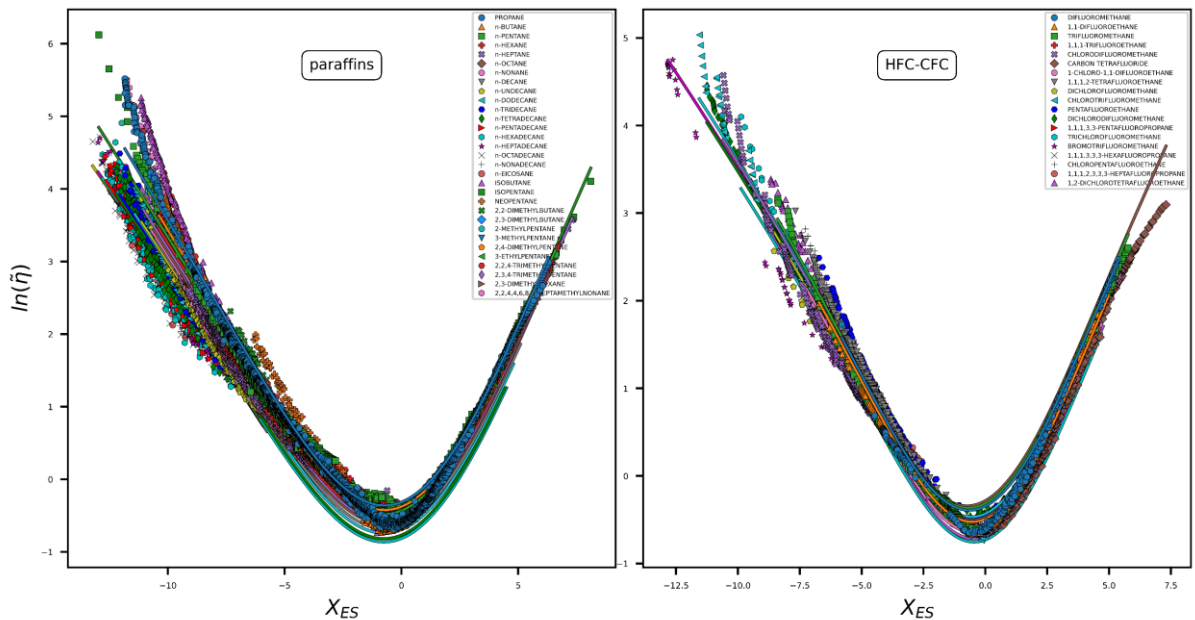 paraffins
PROPANE
n-BUTANE
n-PENTANE
n-HEXANE
n-HEPTANE
n-OCTANE
n-NONANE
n-DECANE
n-UNDECANE
n-DODECANE
n-TRIDECANE
n-TETRADECANE
n-PENTADECANE
n-HEXADECANE
n-HEPTADECANE
n-OCTADECANE
n-NONADECANE
n-EICOSANE
ISOBUTANE
ISOPENTANE
NEOPENTANE
2,2-DIMETHYLBUTANE
2,3-DIMETHYLBUTANE
2-METHYLPENTANE
3-METHYLPENTANE
2,4-DIMETHYLPENTANE
3-ETHYLPENTANE
2,2,4-TRIMETHYLPENTANE
2,3,4-TRIMETHYLPENTANE
6
5
4
3
2
1
0
−1
ln(η̃)
−10
−5
0
5
X_ES
HFC-CFC
DIFLUOROMETHANE
1,1-DIFLUOROETHANE
TRIFLUOROMETHANE
1,1,1-TRIFLUOROETHANE
CHLORODIFLUOROMETHANE
CARBON TETRAFLUORIDE
1-CHLORO-1,1-DIFLUOROETHANE
1,1,1,2-TETRAFLUOROETHANE
DICHLOROFLUOROMETHANE
CHLOROTRIFLUOROMETHANE
PENTAFLUOROETHANE
DICHLORODIFLUOROMETHANE
1,1,1,3,3-PENTAFLUOROPROPANE
TRICHLOROFLUOROMETHANE
BROMOTRIFLUOROMETHANE
1,1,1,3,3,3-HEXAFLUOROPROPANE
CHLOROPENTAFLUOROETHANE
1,1,1,2,3,3,3-HEPTAFLUOROPROPANE
1,2-DICHLOROTETRAFLUOROETHANE
5
4
3
2
1
0
−1
−12.5
−10.0
−7.5
−5.0
−2.5
0.0
2.5
5.0
7.5
X_ES